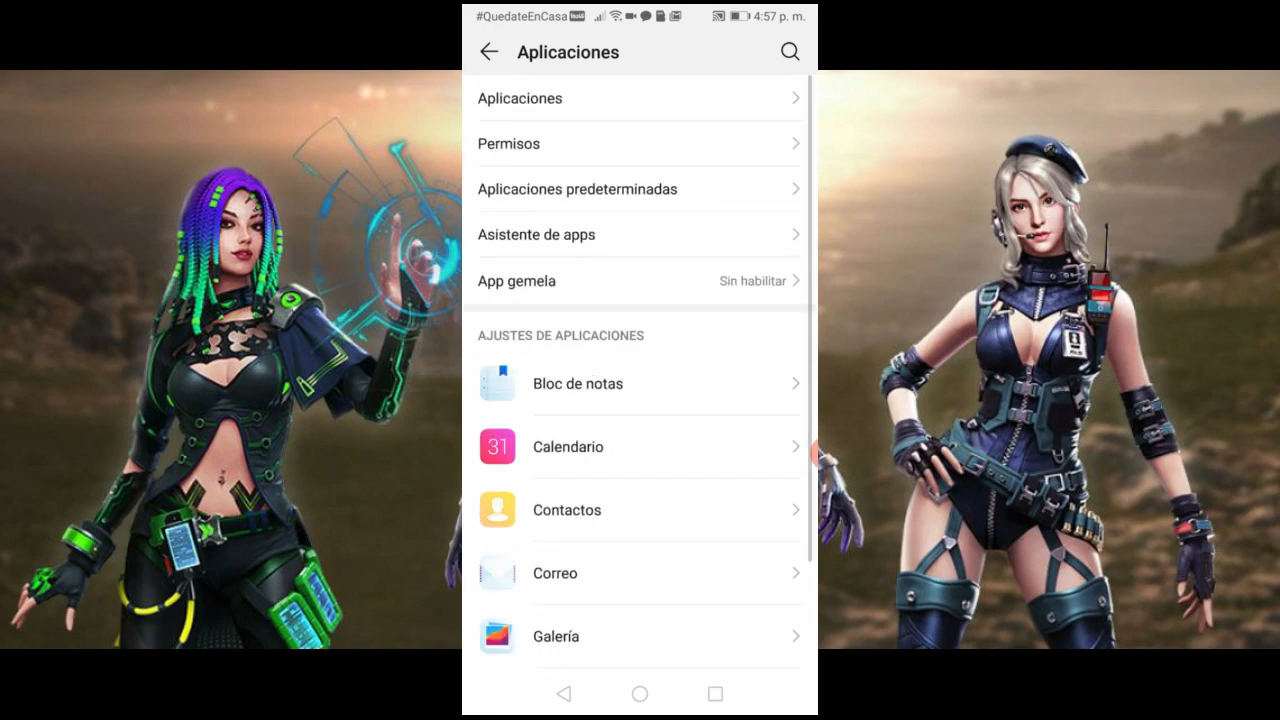 #QuedateEnCasa VoWiFi 4:57 p. m.
Aplicaciones
Aplicaciones
Permisos
Aplicaciones predeterminadas
Asistente de apps
App gemela Sin habilitar
AJUSTES DE APLICACIONES
Bloc de notas
31 Calendario
Contactos
Correo
Galería